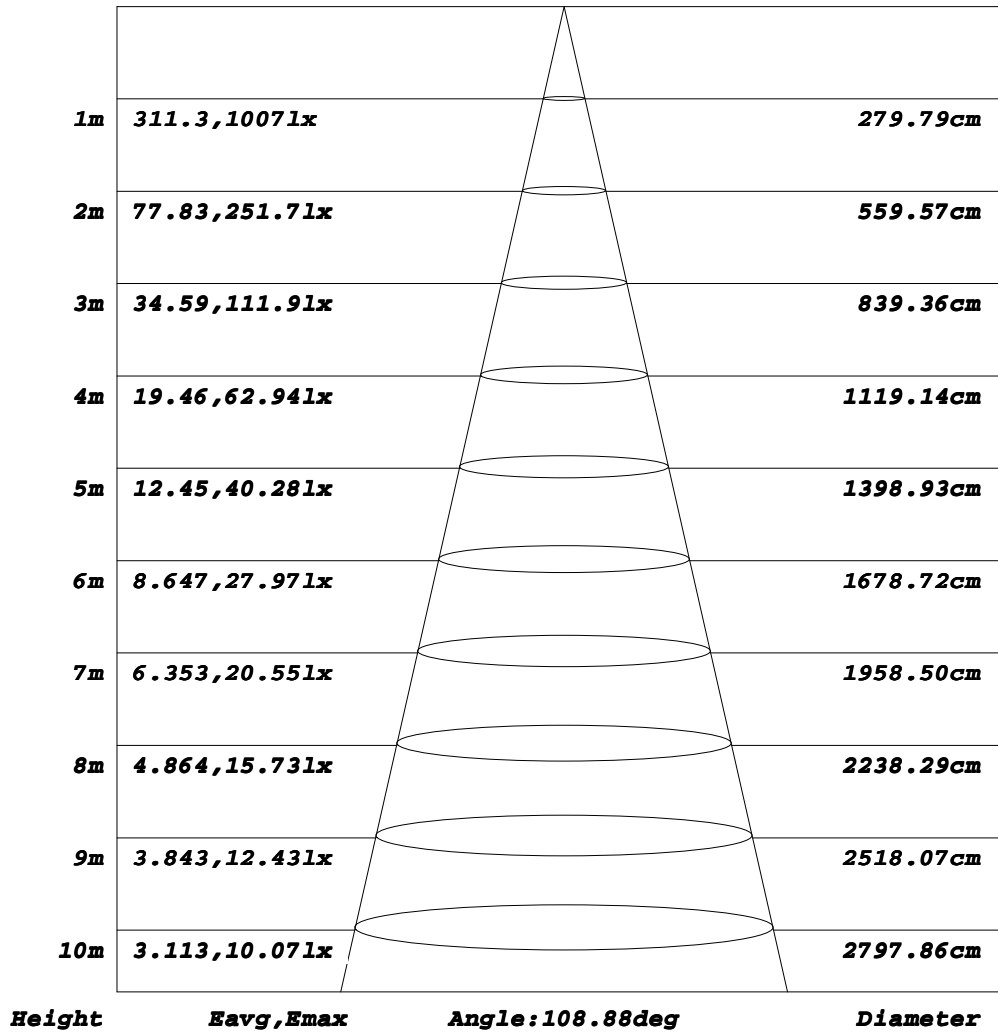 1m 311.3,1007lx 279.79cm
2m 77.83,251.7lx 559.57cm
3m 34.59,111.9lx 839.36cm
4m 19.46,62.94lx 1119.14cm
5m 12.45,40.28lx 1398.93cm
6m 8.647,27.97lx 1678.72cm
7m 6.353,20.55lx 1958.50cm
8m 4.864,15.73lx 2238.29cm
9m 3.843,12.43lx 2518.07cm
10m 3.113,10.07lx 2797.86cm
Height Eavg,Emax Angle:108.88deg Diameter